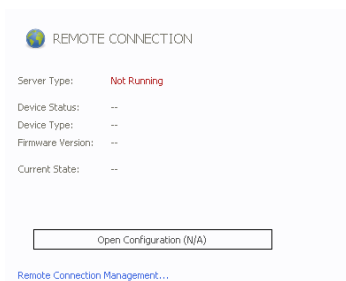 REMOTE CONNECTION
Server Type: Not Running
Device Status: --
Device Type: --
Firmware Version: --
Current State: --
Open Configuration (N/A)
Remote Connection Management...